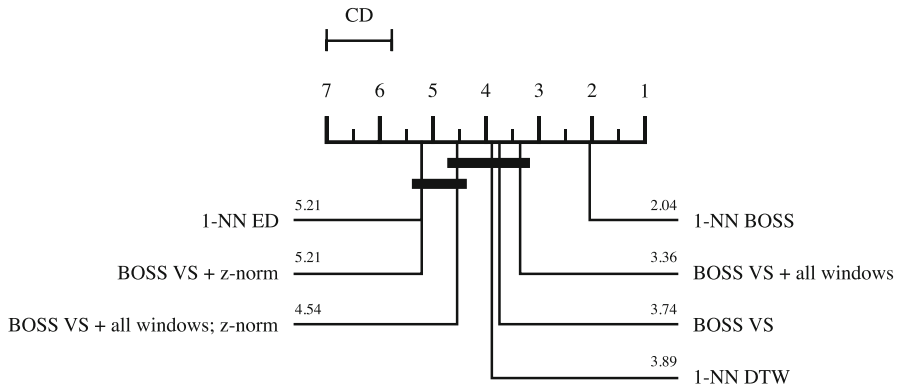 CD
7 6 5 4 3 2 1
5.21
1-NN ED
2.04
1-NN BOSS
5.21
BOSS VS + z-norm
3.36
BOSS VS + all windows
4.54
BOSS VS + all windows; z-norm
3.74
BOSS VS
3.89
1-NN DTW